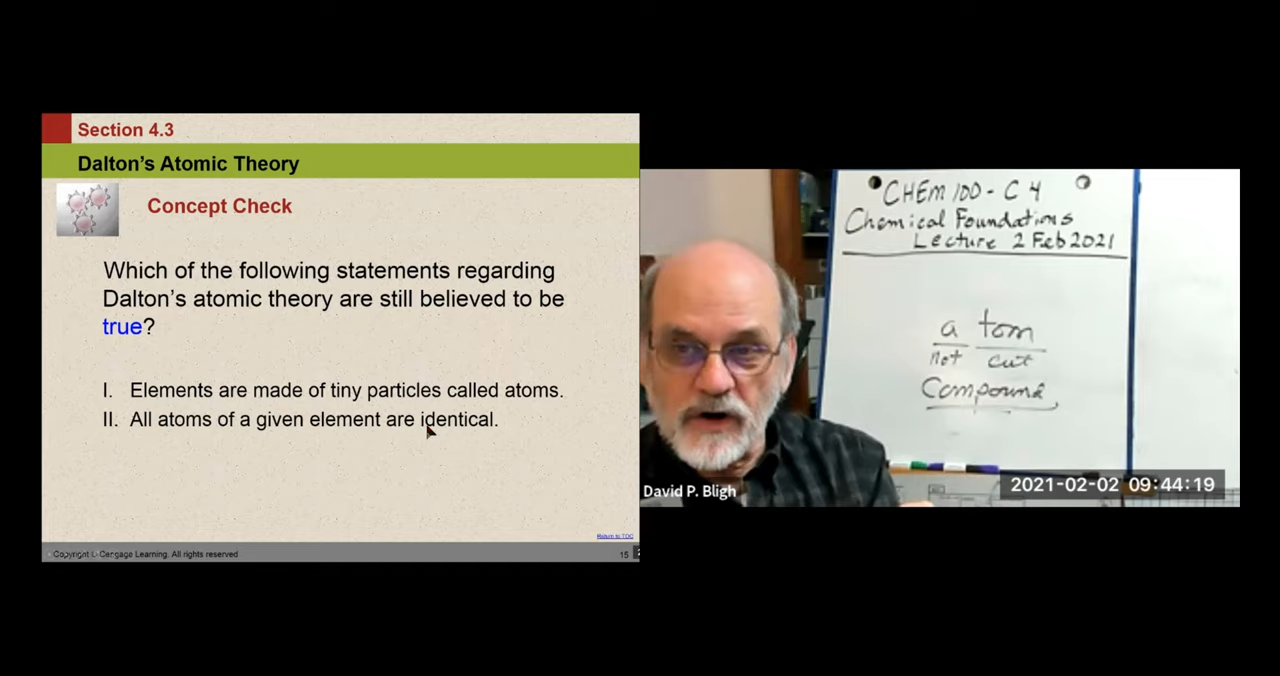 Section 4.3
Dalton's Atomic Theory
Concept Check
Which of the following statements regarding
Dalton's atomic theory are still believed to be
true?
I. Elements are made of tiny particles called atoms.
II. All atoms of a given element are identical.
Return to TOC
Copyright © Cengage Learning. All rights reserved
15
CHEM 100 - C 4
Chemical Foundations
Lecture 2 Feb 2021
a tom
not cut
Compound
David P. Bligh
2021-02-02 09:44:19